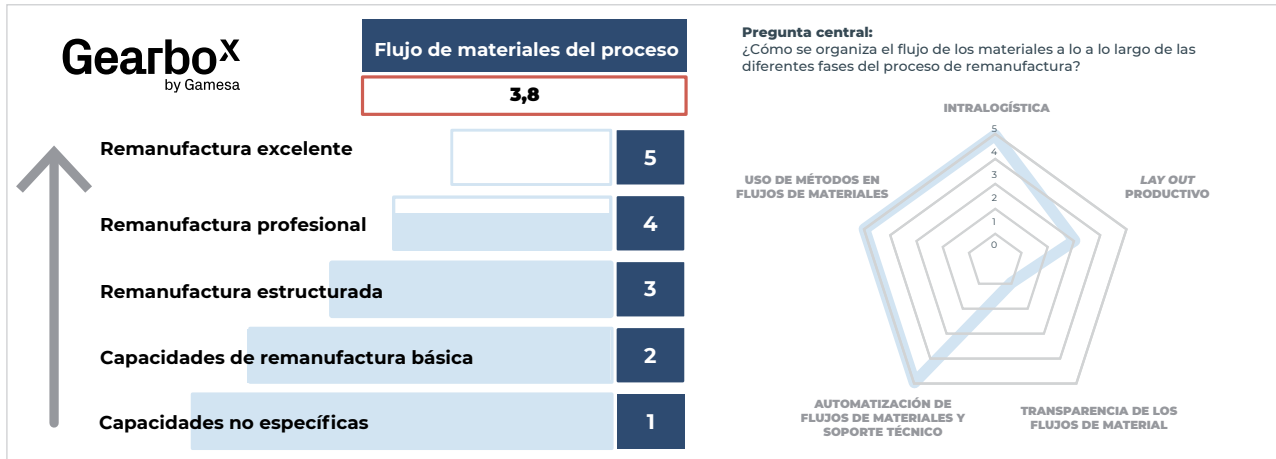 Gearbox
by Gamesa
Flujo de materiales del proceso
3,8
Remanufactura excelente
5
Remanufactura profesional
4
Remanufactura estructurada
3
Capacidades de remanufactura básica
2
Capacidades no específicas
1
Pregunta central:
¿Cómo se organiza el flujo de los materiales a lo a lo largo de las
diferentes fases del proceso de remanufactura?
INTRALOGÍSTICA
5
4
3
2
1
0
USO DE MÉTODOS EN
FLUJOS DE MATERIALES
LAY OUT
PRODUCTIVO
AUTOMATIZACIÓN DE
FLUJOS DE MATERIALES Y
SOPORTE TÉCNICO
TRANSPARENCIA DE LOS
FLUJOS DE MATERIAL